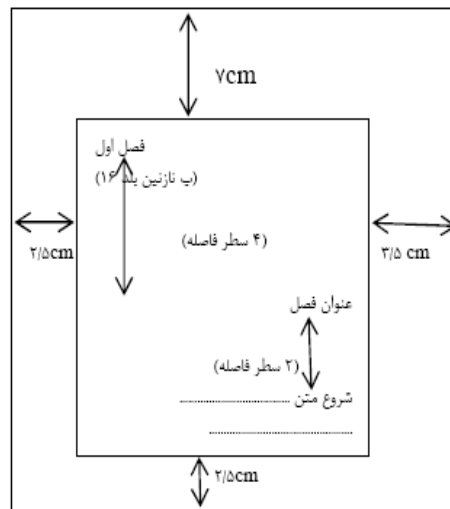 ۷cm
فصل اول
(ب نازنین بلد ۱۶)
(۴ سطر فاصله)
۲/۵cm
۳/۵ cm
عنوان فصل
(۲ سطر فاصله)
شروع متن ..............................
.......................................
۲/۵cm